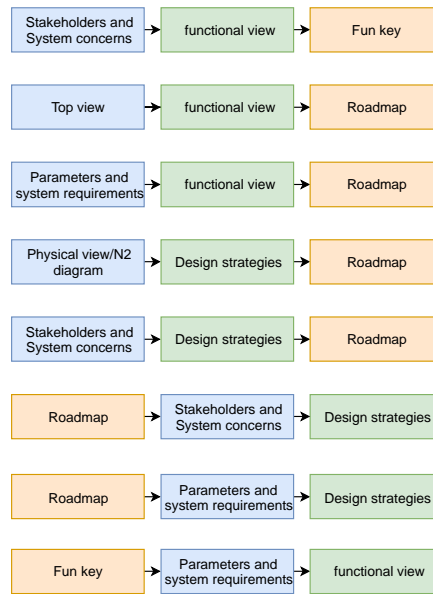 Stakeholders and
System concerns
functional view
Fun key
Top view
functional view
Roadmap
Parameters and
system requirements
functional view
Roadmap
Physical view/N2
diagram
Design strategies
Roadmap
Stakeholders and
System concerns
Design strategies
Roadmap
Roadmap
Stakeholders and
System concerns
Design strategies
Roadmap
Parameters and
system requirements
Design strategies
Fun key
Parameters and
system requirements
functional view